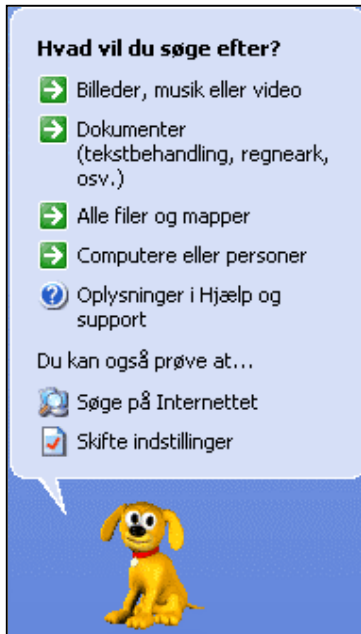 Hvad vil du søge efter?
Billeder, musik eller video
Dokumenter
(tekstbehandling, regneark,
osv.)
Alle filer og mapper
Computere eller personer
Oplysninger i Hjælp og
support
Du kan også prøve at...
Søge på Internettet
Skifte indstillinger